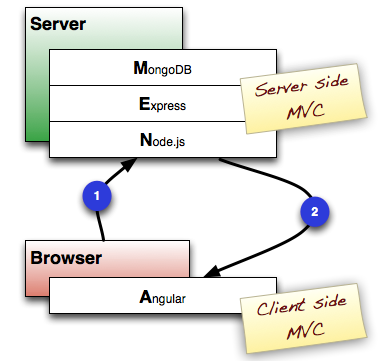 Server
MongoDB
Express
Node.js
Server side
MVC
1
2
Browser
Angular
Client side
MVC